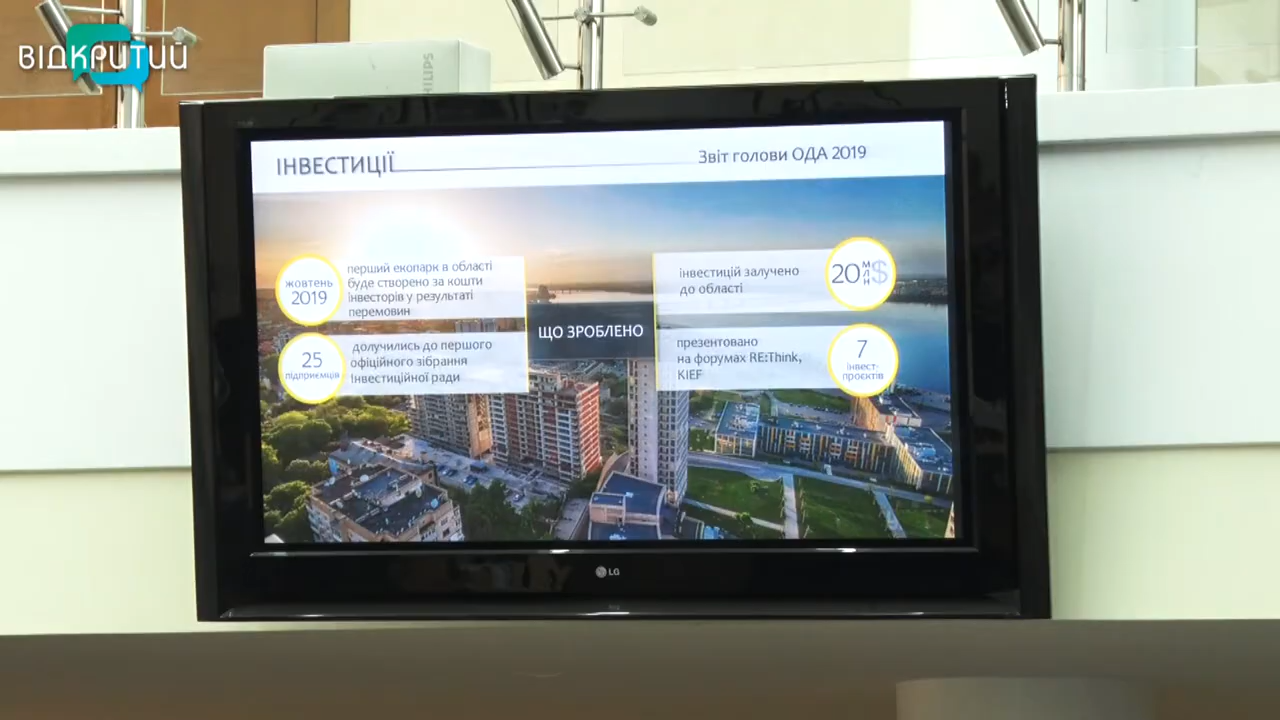 ВІДКРИТИЙ
PHILIPS
ІНВЕСТИЦІЇ
Звіт голови ОДА 2019
жовтень
2019
перший екопарк в області
буде створено за кошти
інвесторів у результаті
перемовин
25
підприємців
долучились до першого
офіційного зібрання
Інвестиційної ради
ЩО ЗРОБЛЕНО
інвестицій залучено
до області
20 МЛН $
презентовано
на форумах RE:Think,
KIEF
7
інвест-
проєктів
LG